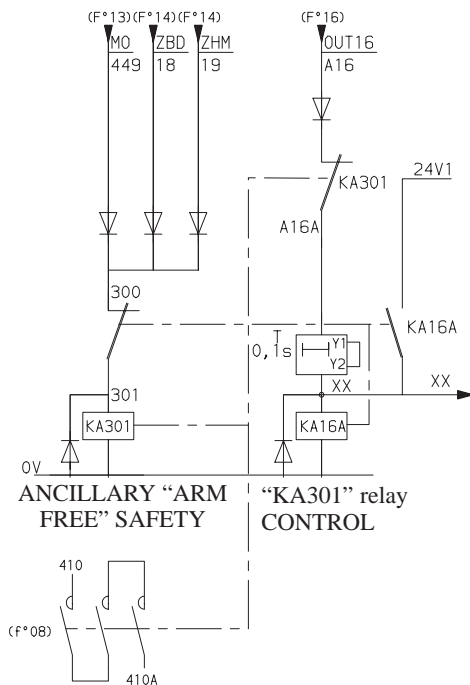 (F°13) (F°14) (F°14) (F°16)
MO ZBD ZHM OUT16
449 18 19 A16
KA301
24V1
A16A
300
KA16A
T
0,1s Y1
Y2
301 XX XX
KA301 KA16A
0V
ANCILLARY “ARM
FREE” SAFETY
“KA301” relay
CONTROL
410
(f°08)
410A